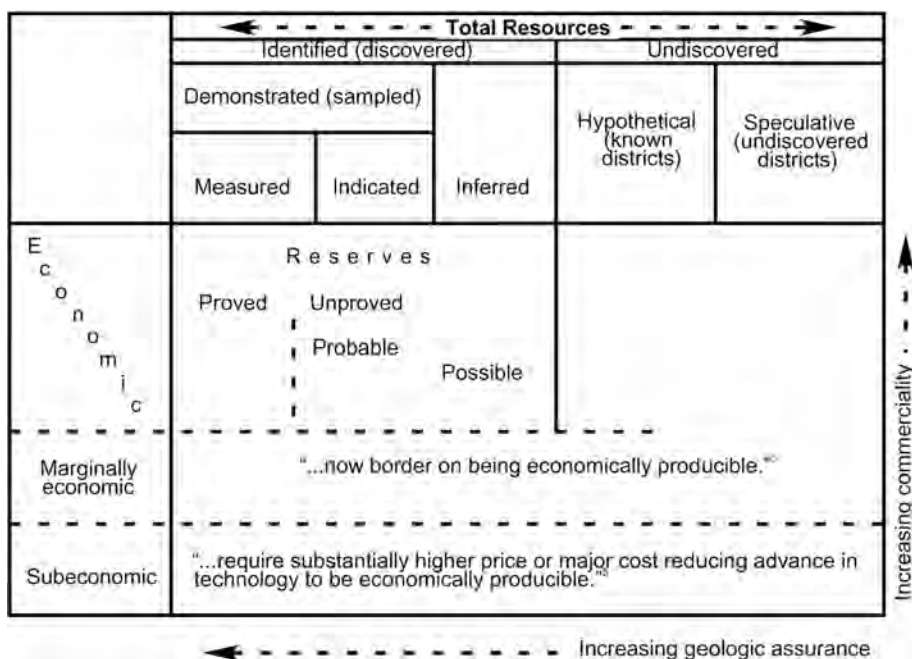 Total Resources
Identified (discovered)
Undiscovered
Demonstrated (sampled)
Measured
Indicated
Inferred
Hypothetical
(known
districts)
Speculative
(undiscovered
districts)
Economic
Reserves
Proved
Unproved
Probable
Possible
Marginally
economic
"...now border on being economically producible."
Subeconomic
"...require substantially higher price or major cost reducing advance in
technology to be economically producible."
Increasing commerciality
Increasing geologic assurance